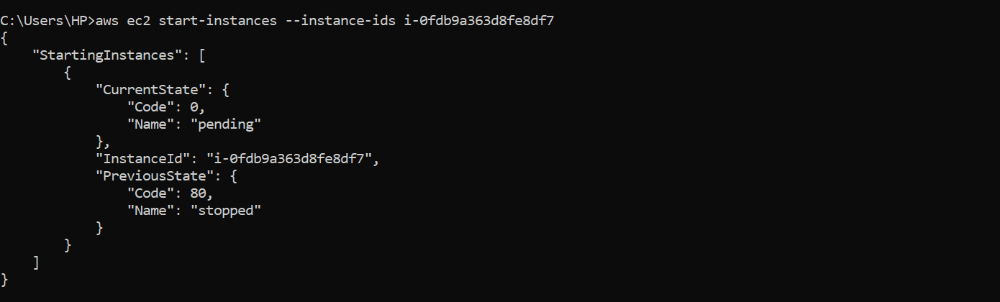 C:\Users\HP>aws ec2 start-instances --instance-ids i-0fdb9a363d8fe8df7
{
    "StartingInstances": [
        {
            "CurrentState": {
                "Code": 0,
                "Name": "pending"
            },
            "InstanceId": "i-0fdb9a363d8fe8df7",
            "PreviousState": {
                "Code": 80,
                "Name": "stopped"
            }
        }
    ]
}